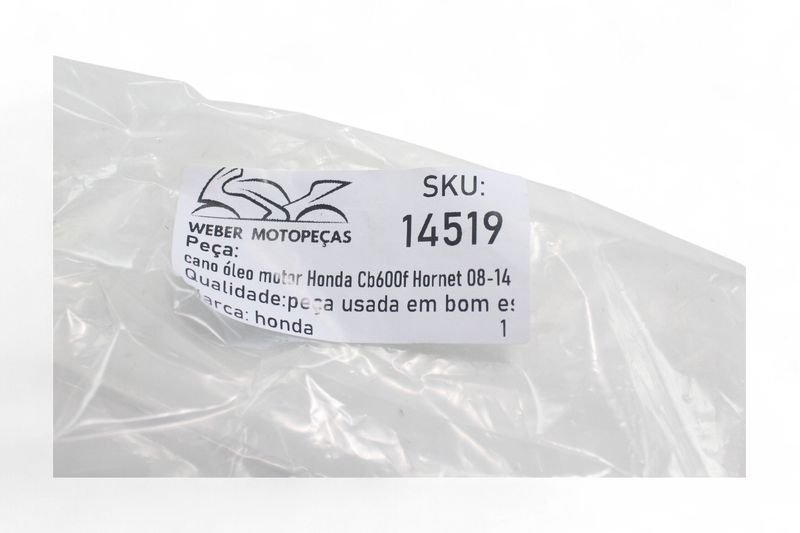 WEBER MOTOPEÇAS
SKU:
14519
Peça:
cano óleo motor Honda Cb600f Hornet 08-14
Qualidade:peça usada em bom es
Marca: honda
1